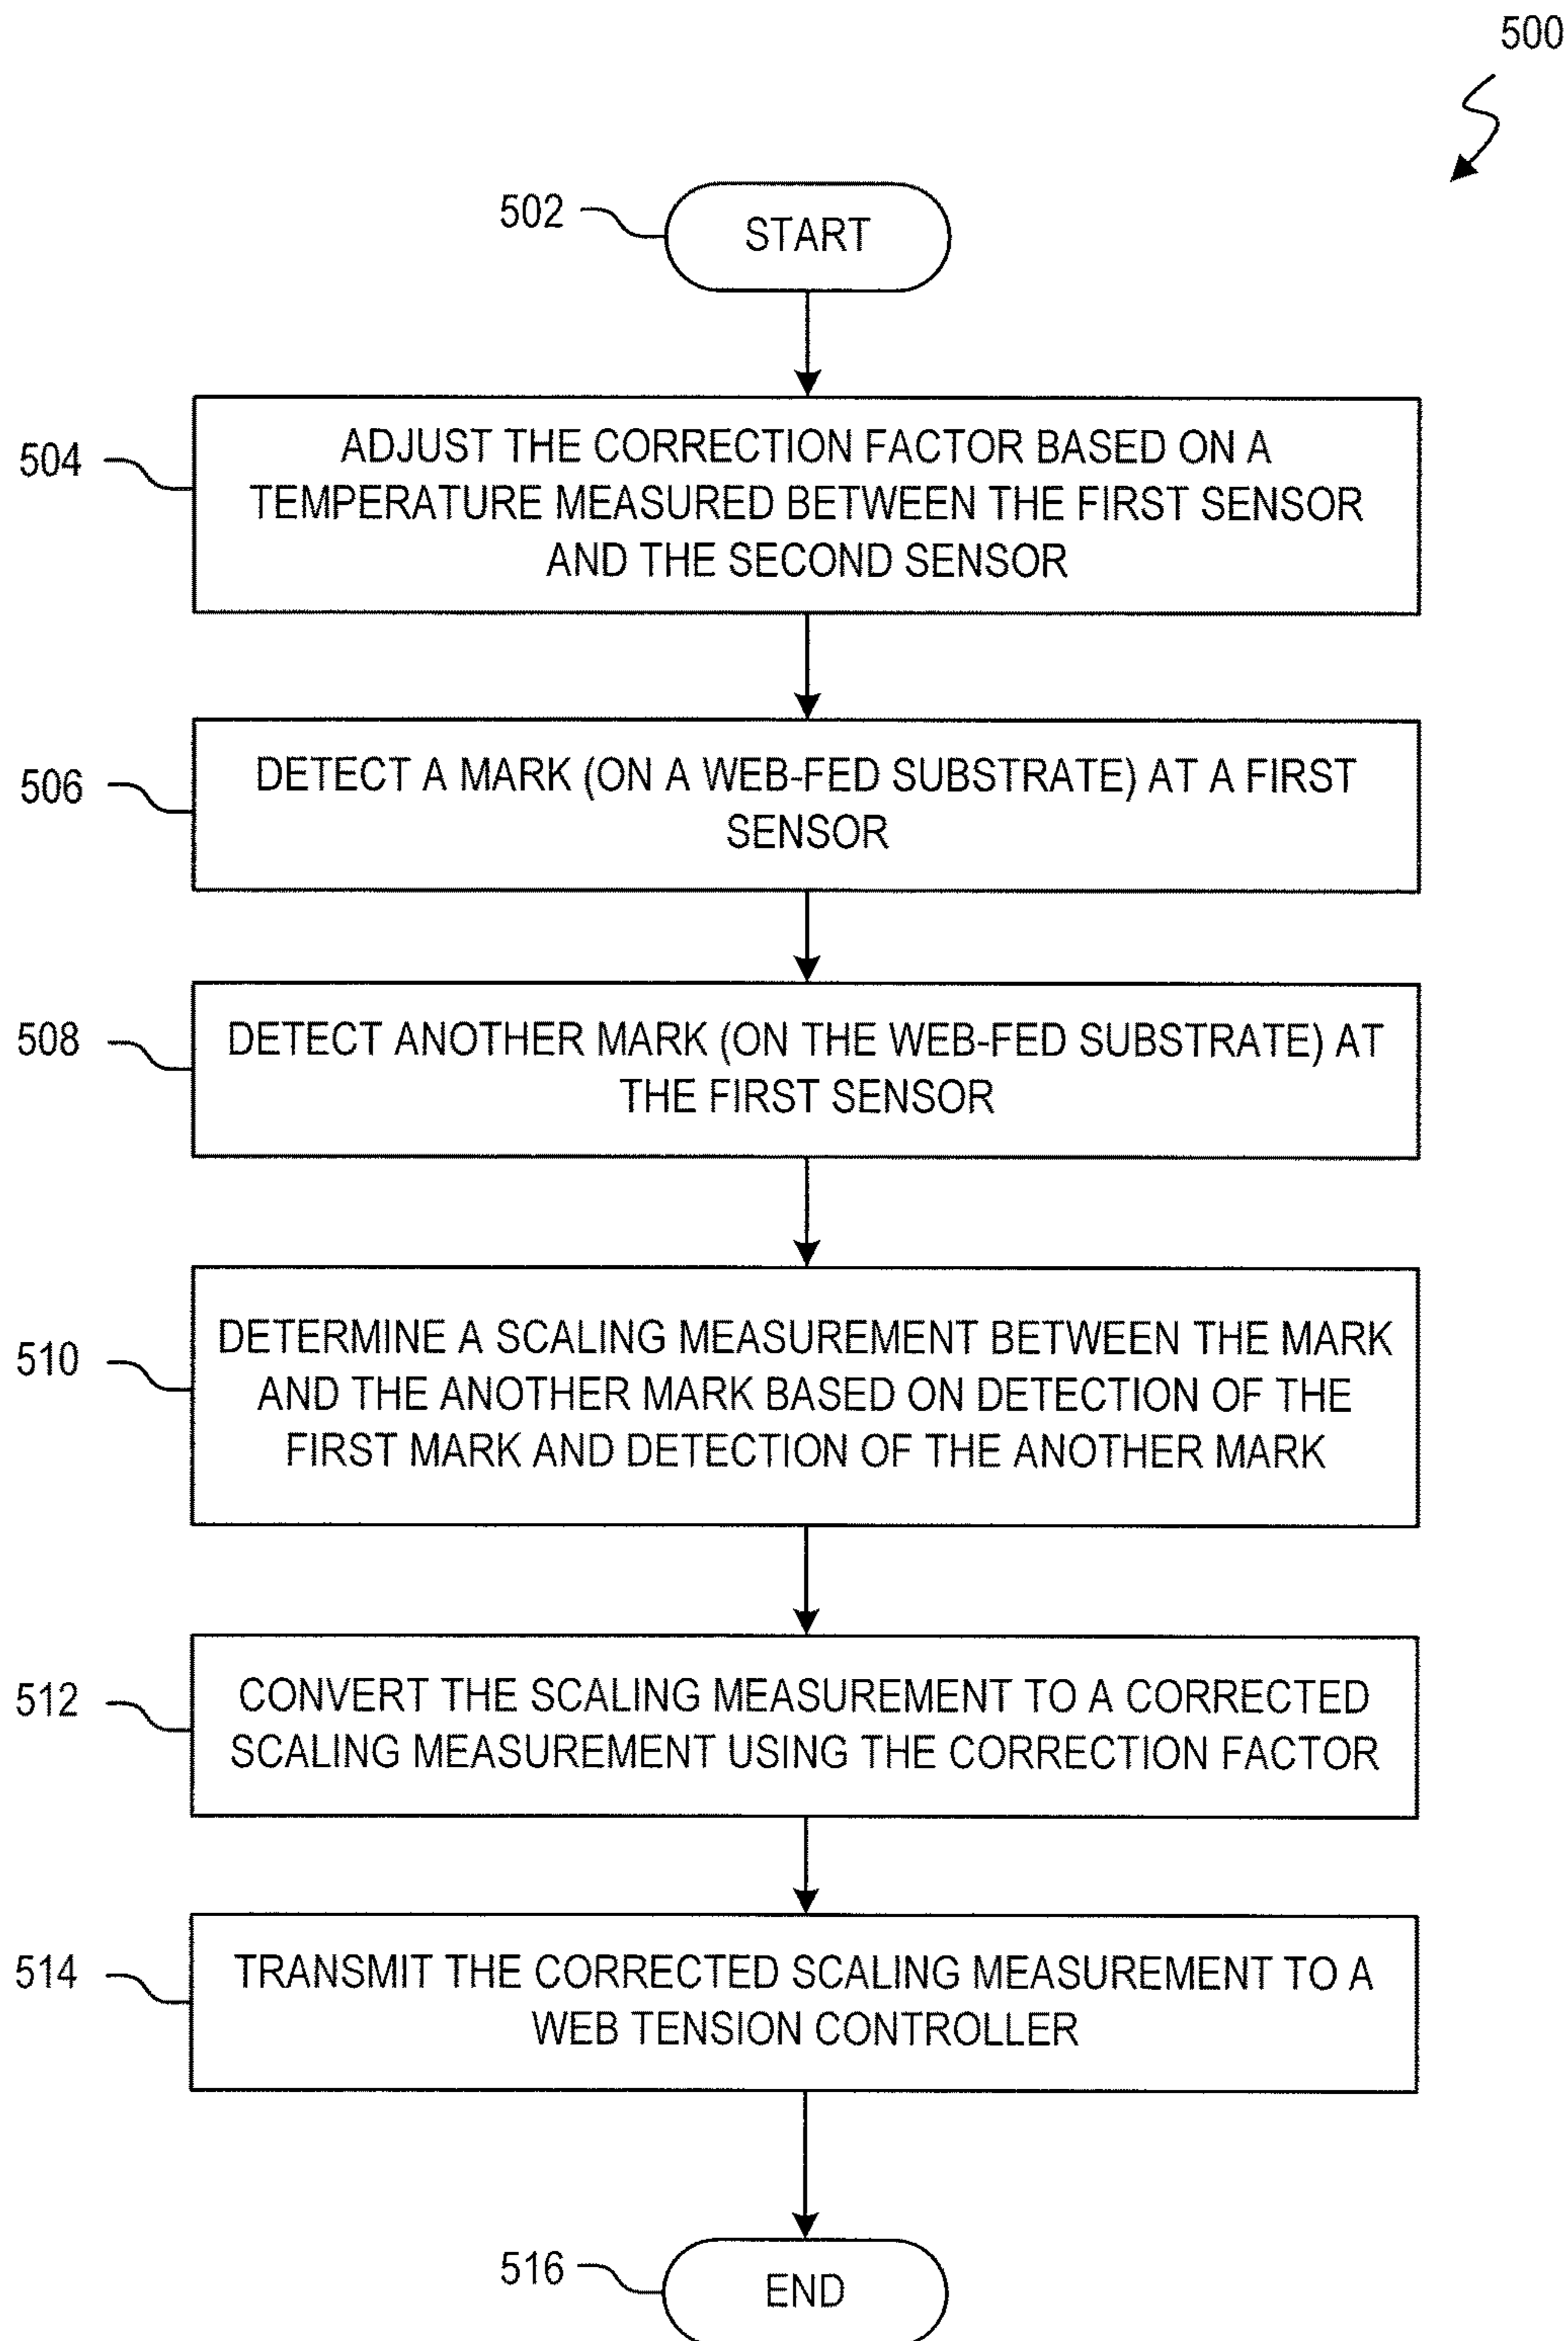 500
502
START
504
ADJUST THE CORRECTION FACTOR BASED ON A
TEMPERATURE MEASURED BETWEEN THE FIRST SENSOR
AND THE SECOND SENSOR
506
DETECT A MARK (ON A WEB-FED SUBSTRATE) AT A FIRST
SENSOR
508
DETECT ANOTHER MARK (ON THE WEB-FED SUBSTRATE) AT
THE FIRST SENSOR
510
DETERMINE A SCALING MEASUREMENT BETWEEN THE MARK
AND THE ANOTHER MARK BASED ON DETECTION OF THE
FIRST MARK AND DETECTION OF THE ANOTHER MARK
512
CONVERT THE SCALING MEASUREMENT TO A CORRECTED
SCALING MEASUREMENT USING THE CORRECTION FACTOR
514
TRANSMIT THE CORRECTED SCALING MEASUREMENT TO A
WEB TENSION CONTROLLER
516
END